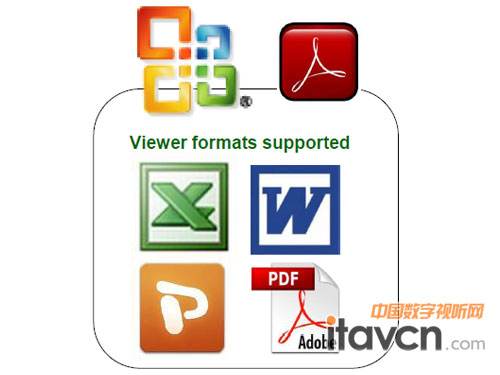 ®
Viewer formats supported
X
W
P
PDF
Adobe
中国数字视听网
itavcn.com